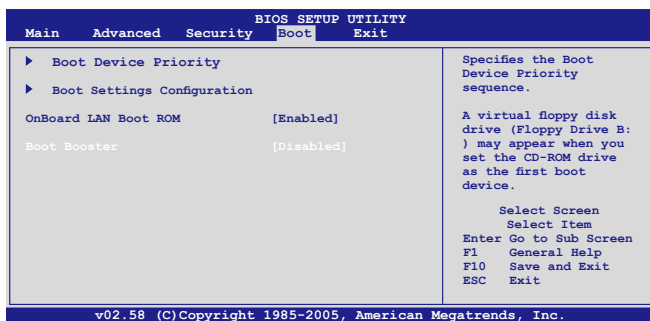 BIOS SETUP UTILITY
Main Advanced Security Boot Exit
Boot Device Priority
Boot Settings Configuration
OnBoard LAN Boot ROM [Enabled]
Boot Booster [Disabled]
Specifies the Boot
Device Priority
sequence.
A virtual floppy disk
drive (Floppy Drive B:
) may appear when you
set the CD-ROM drive
as the first boot
device.
Select Screen
Select Item
Enter Go to Sub Screen
F1 General Help
F10 Save and Exit
ESC Exit
v02.58 (C)Copyright 1985-2005, American Megatrends, Inc.